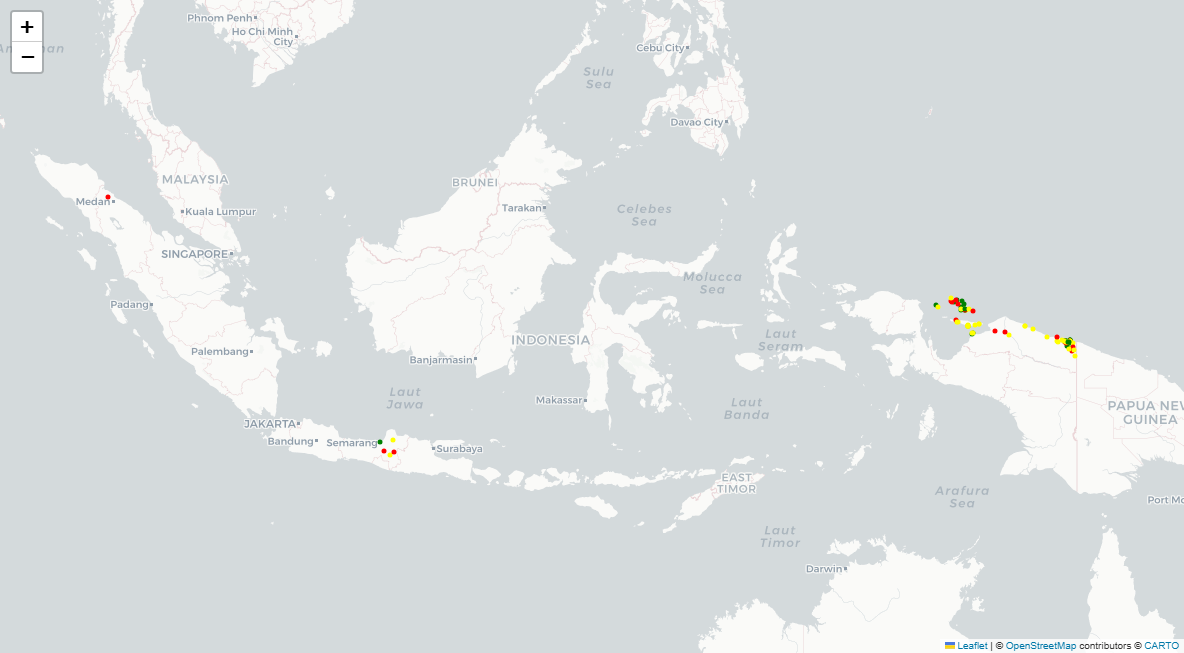 +
−
Phnom Penh
Ho Chi Minh
City
Cebu City
Sulu
Sea
Davao City
MALAYSIA
BRUNEI
Medan
Kuala Lumpur
Tarakan
Celebes
Sea
SINGAPORE
Molucca
Sea
Padang
INDONESIA
Laut
Seram
Palembang
Banjarmasin
Laut
Jawa
Makassar
Laut
Banda
PAPUA NEW
GUINEA
JAKARTA
Bandung
Semarang
Surabaya
EAST
TIMOR
Arafura
Sea
Port Mo
Laut
Timor
Darwin
Leaflet | © OpenStreetMap contributors © CARTO